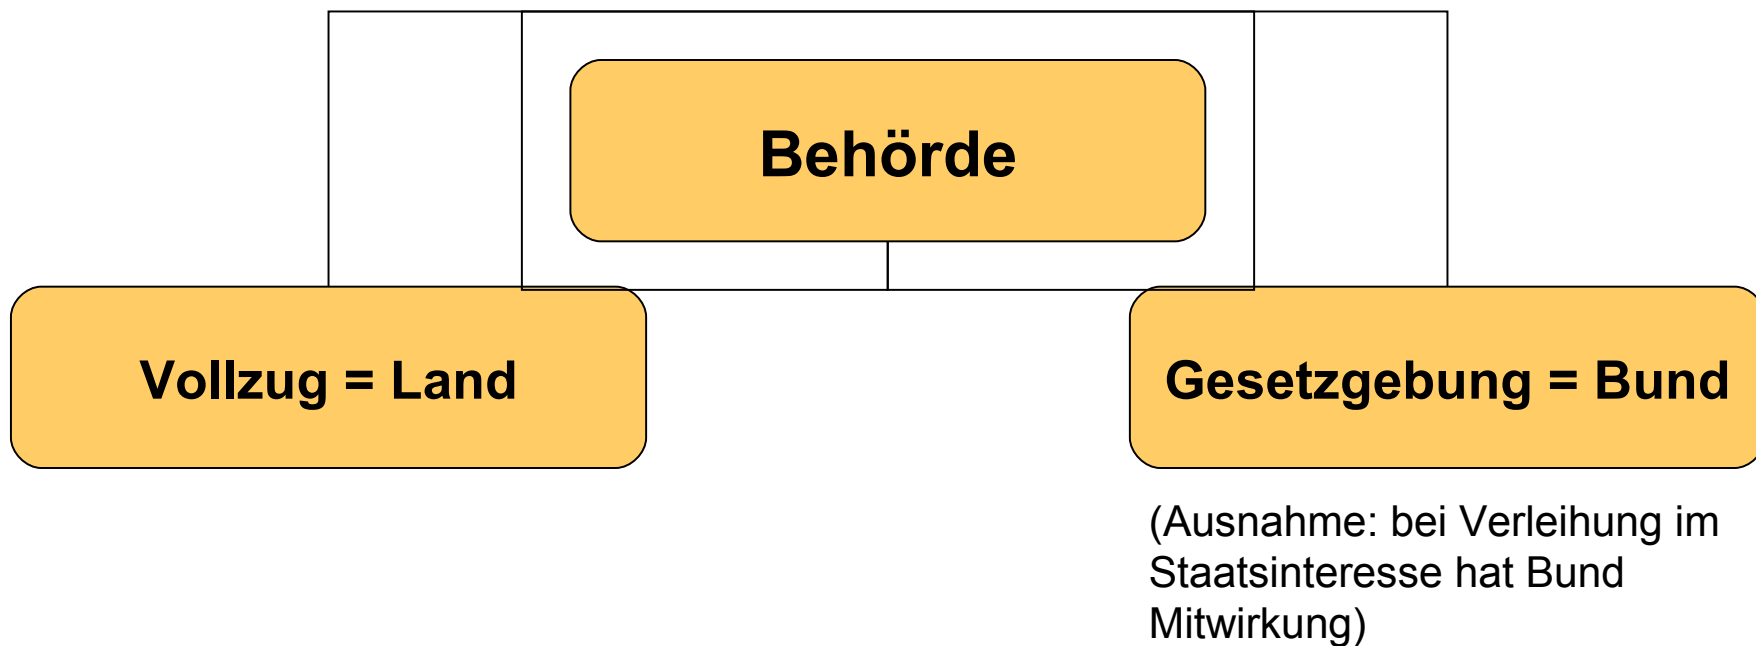 Behörde
Vollzug = Land
Gesetzgebung = Bund
(Ausnahme: bei Verleihung im
Staatsinteresse hat Bund
Mitwirkung)